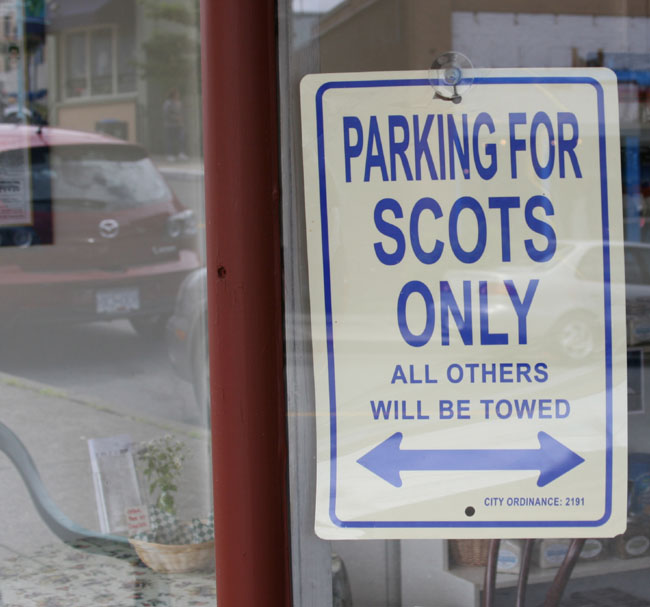 PARKING FOR
SCOTS
ONLY
ALL OTHERS
WILL BE TOWED
CITY ORDINANCE: 2191